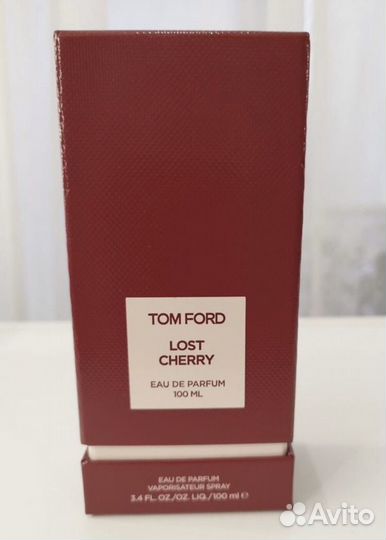 TOM FORD
LOST
CHERRY
EAU DE PARFUM
100 ML
EAU DE PARFUM
VAPORISATEUR SPRAY
3.4 FL.OZ./OZ. LIQ./100 ml ℮
Avito